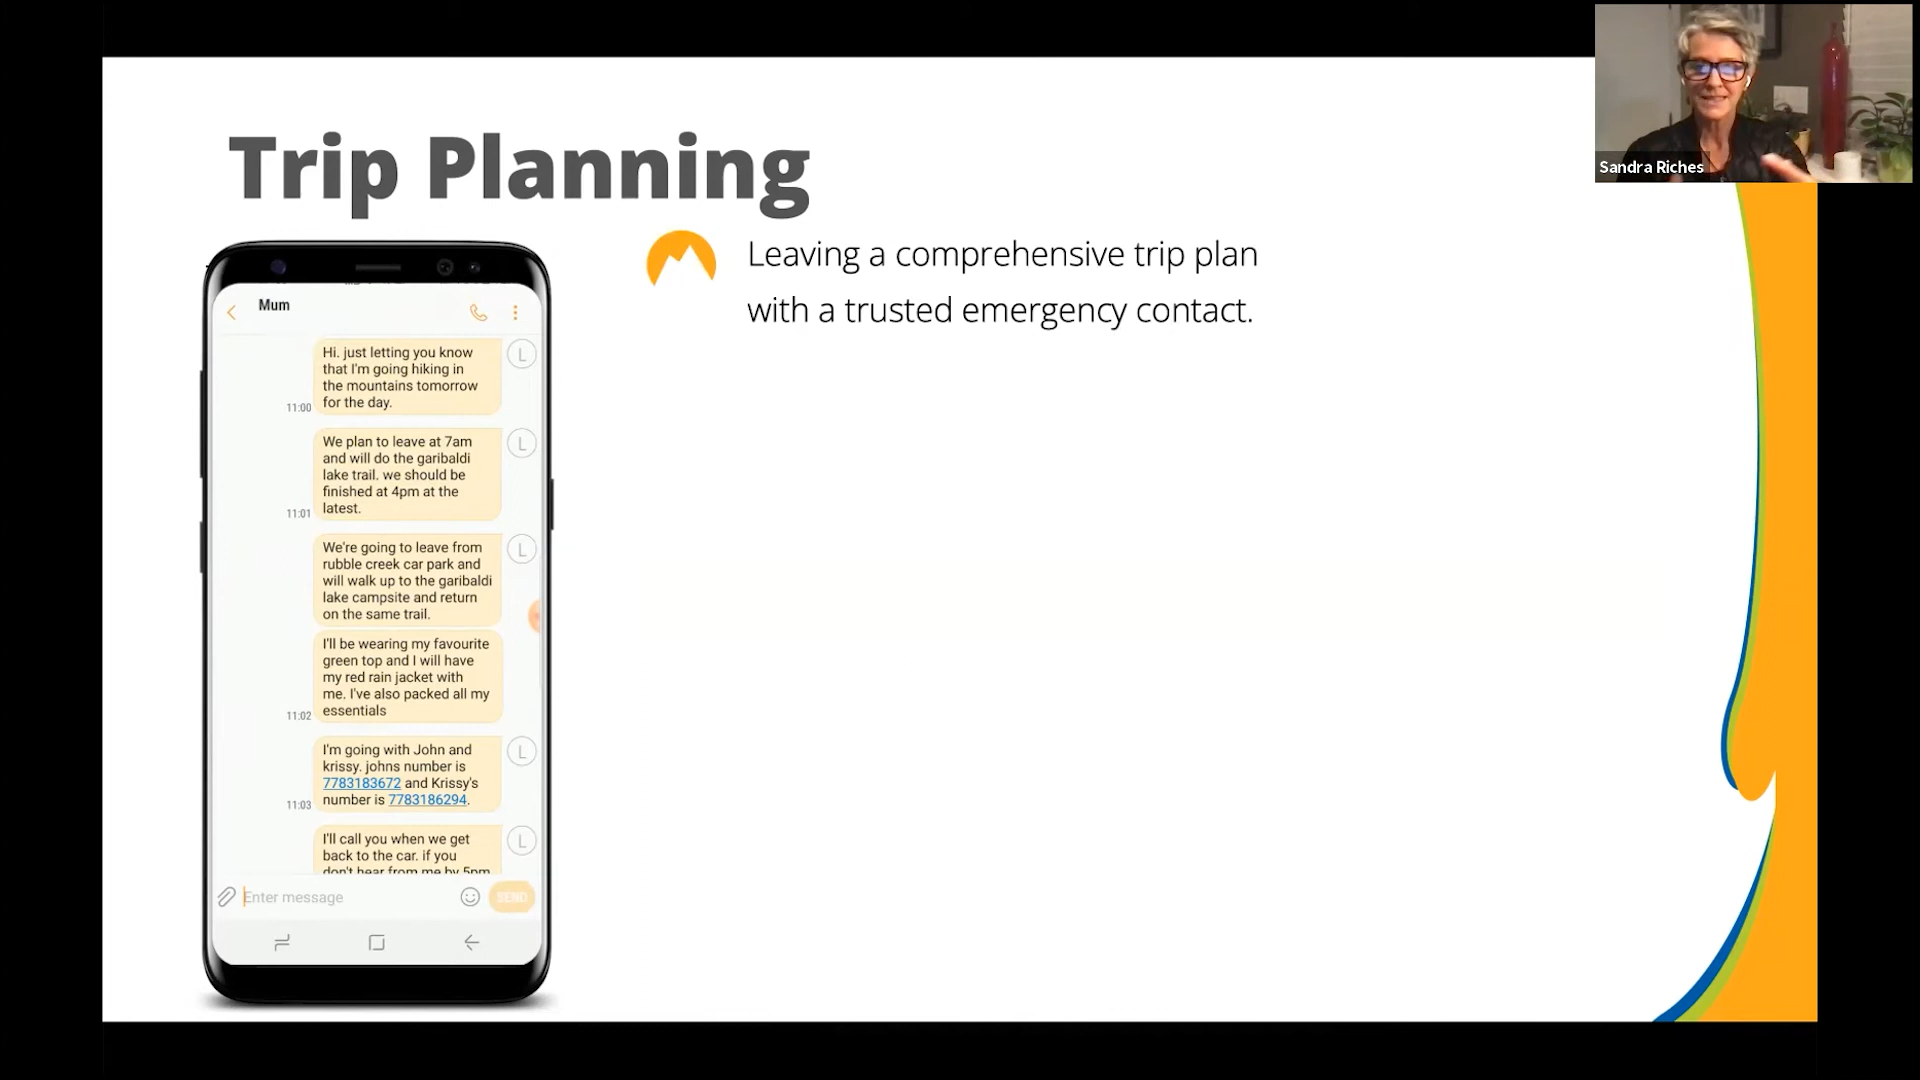 Sandra Riches
Trip Planning
Leaving a comprehensive trip plan
with a trusted emergency contact.
Mum
Hi. just letting you know
that I'm going hiking in
the mountains tomorrow
for the day.
L
11:00
We plan to leave at 7am
and will do the garibaldi
lake trail. we should be
finished at 4pm at the
latest.
L
11:01
We're going to leave from
rubble creek car park and
will walk up to the garibaldi
lake campsite and return
on the same trail.
L
I'll be wearing my favourite
green top and I will have
my red rain jacket with
me. I've also packed all my
essentials
11:02
I'm going with John and
krissy. johns number is
7783183672 and Krissy's
number is 7783186294.
L
11:03
I'll call you when we get
back to the car. if you
don't hear from me by 5pm
L
Enter message
SEND